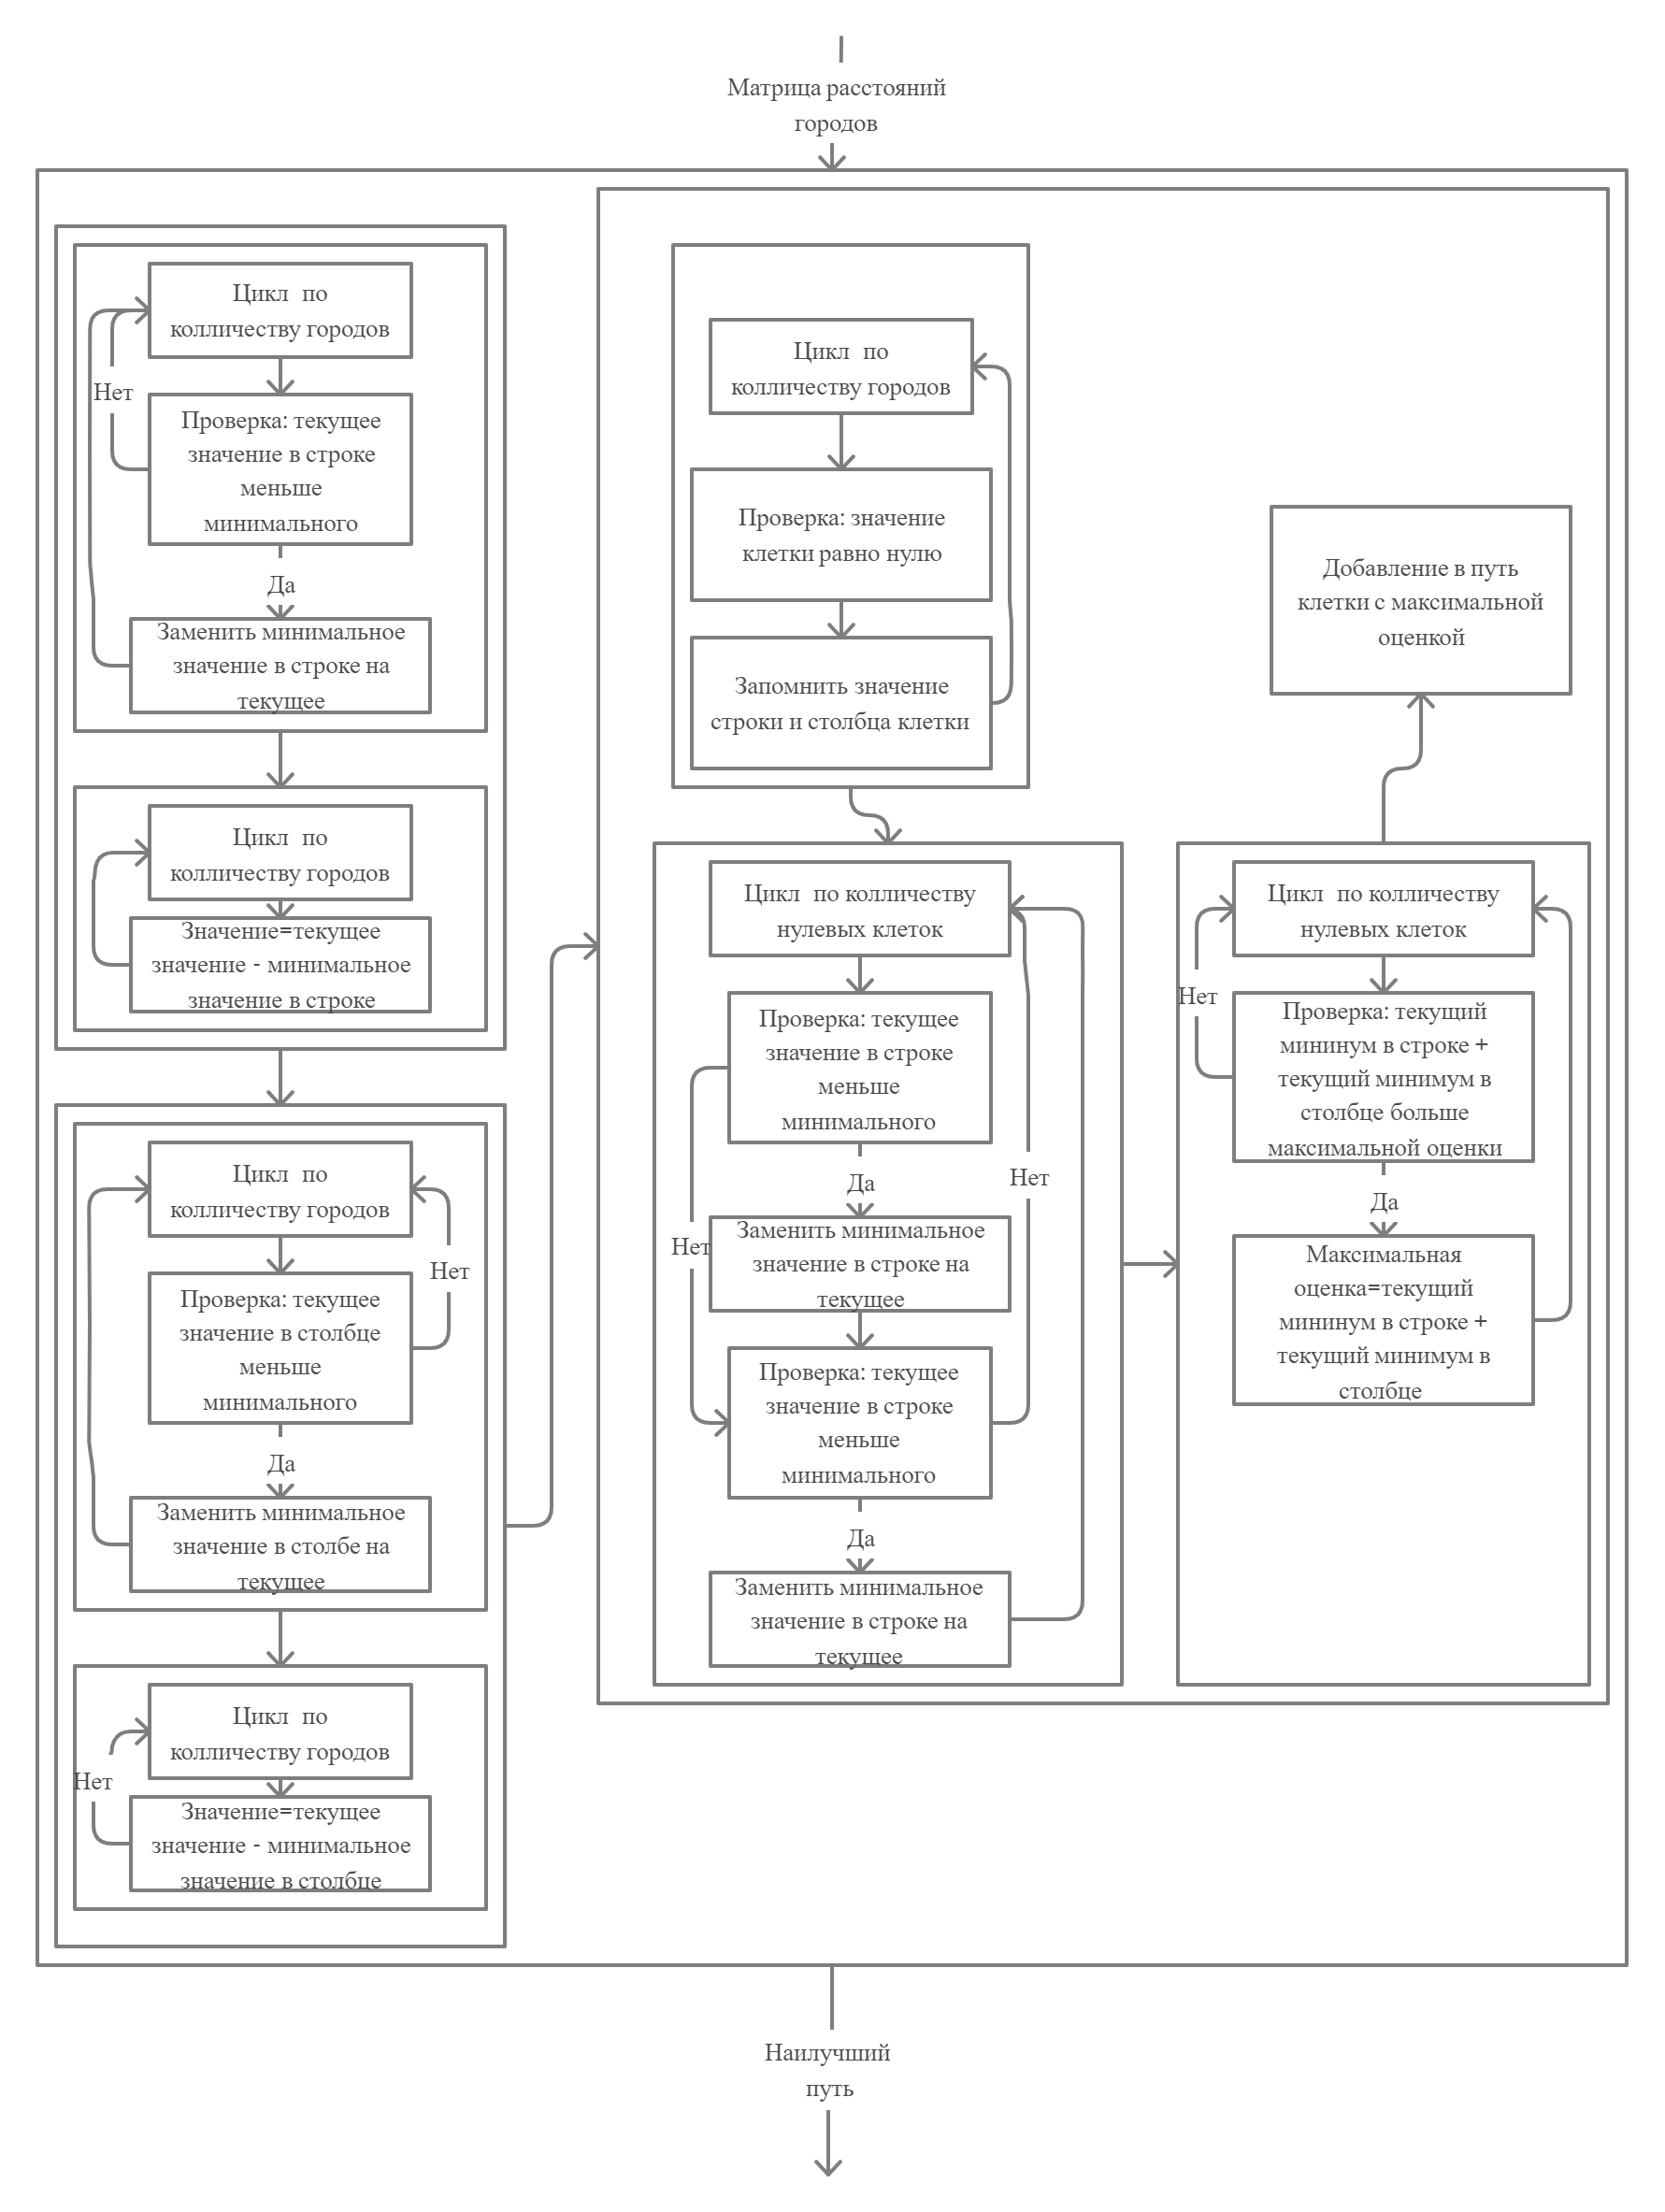 Матрица расстояний
городов
Цикл по
колличеству городов
Нет
Проверка: текущее
значение в строке
меньше
минимального
Да
Заменить минимальное
значение в строке на
текущее
Цикл по
колличеству городов
Значение=текущее
значение - минимальное
значение в строке
Цикл по
колличеству городов
Нет
Проверка: текущее
значение в столбце
меньше
минимального
Да
Заменить минимальное
значение в столбе на
текущее
Цикл по
колличеству городов
Нет
Значение=текущее
значение - минимальное
значение в столбце
Цикл по
колличеству городов
Проверка: значение
клетки равно нулю
Запомнить значение
строки и столбца клетки
Цикл по колличеству
нулевых клеток
Проверка: текущее
значение в строке
меньше
минимального
Да
Нет
Нет
Заменить минимальное
значение в строке на
текущее
Проверка: текущее
значение в строке
меньше
минимального
Да
Заменить минимальное
значение в строке на
текущее
Цикл по колличеству
нулевых клеток
Нет
Проверка: текущий
мининум в строке +
текущий минимум в
столбце больше
максимальной оценки
Да
Максимальная
оценка=текущий
мининум в строке +
текущий минимум в
столбце
Добавление в путь
клетки с максимальной
оценкой
Наилучший
путь